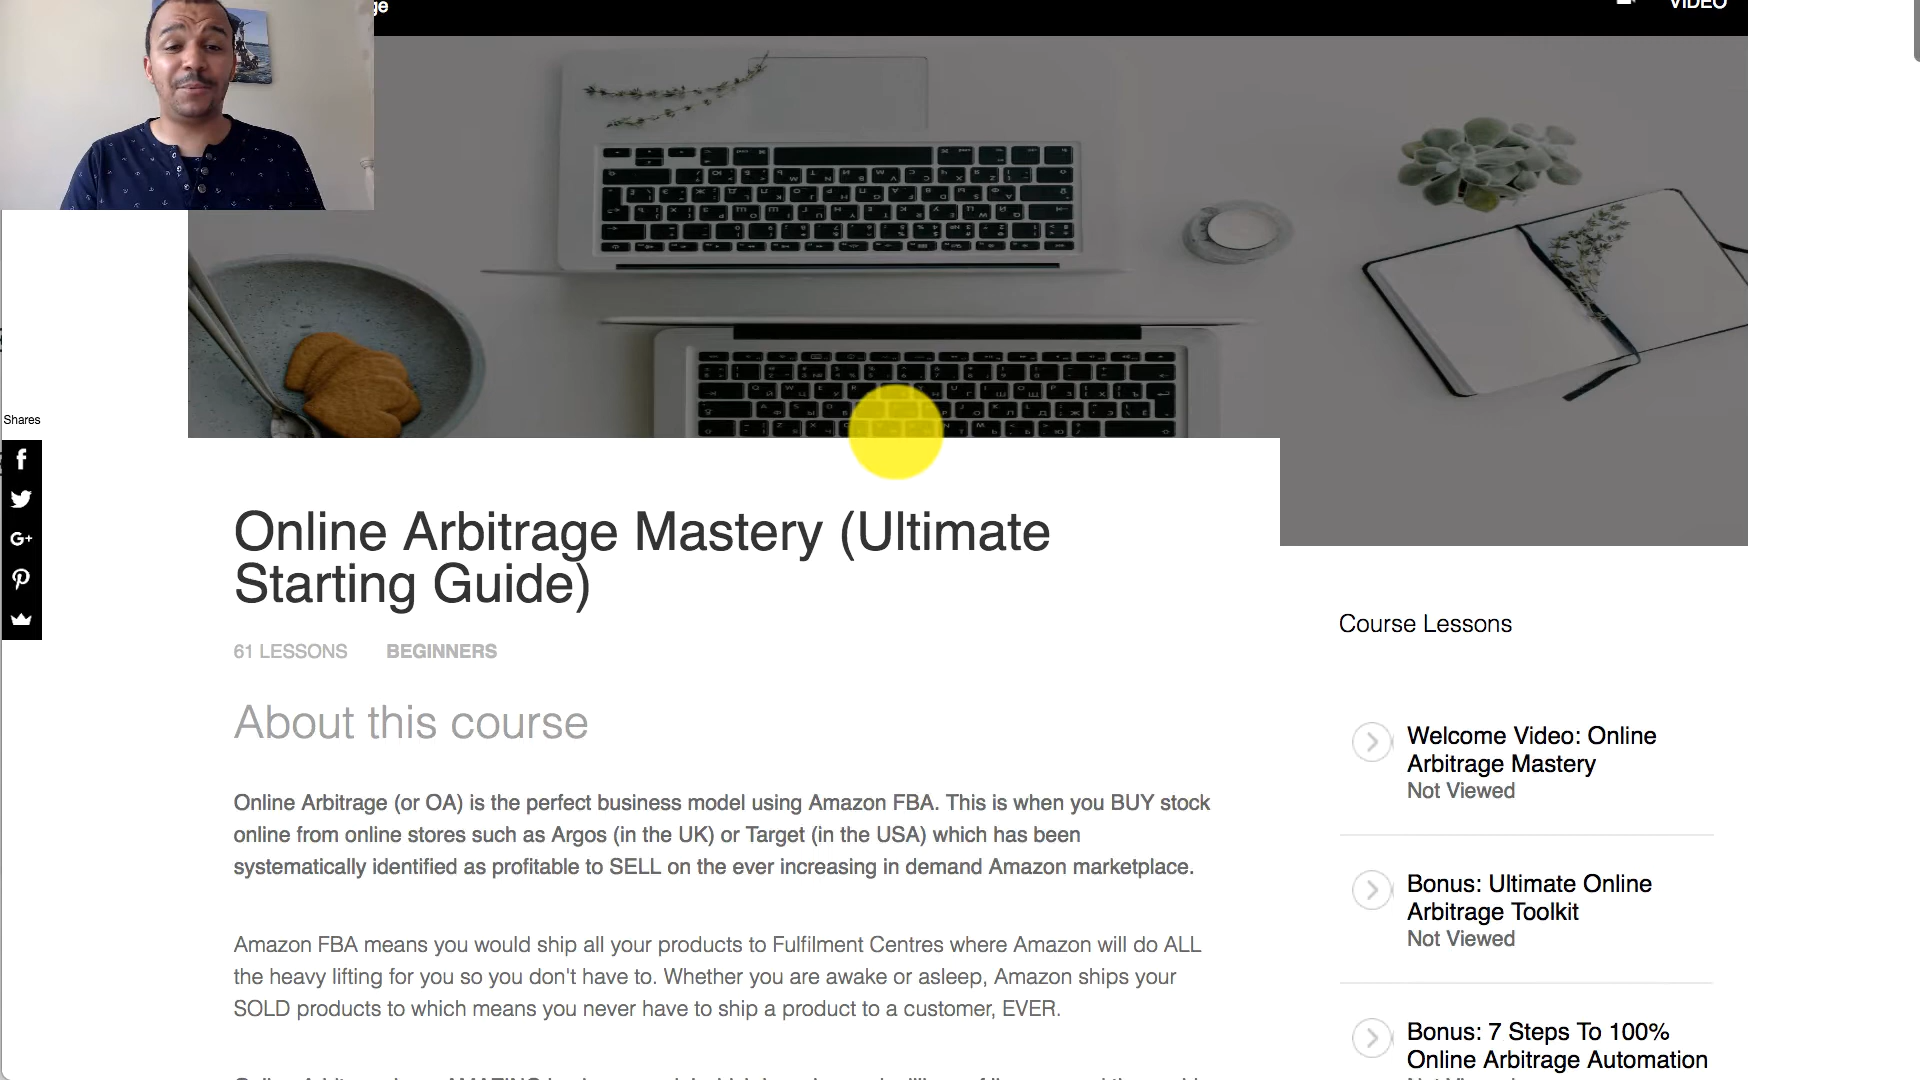 ge
VIDEO
Shares
f
G+
Online Arbitrage Mastery (Ultimate
Starting Guide)
61 LESSONS BEGINNERS
About this course
Online Arbitrage (or OA) is the perfect business model using Amazon FBA. This is when you BUY stock
online from online stores such as Argos (in the UK) or Target (in the USA) which has been
systematically identified as profitable to SELL on the ever increasing in demand Amazon marketplace.
Amazon FBA means you would ship all your products to Fulfilment Centres where Amazon will do ALL
the heavy lifting for you so you don't have to. Whether you are awake or asleep, Amazon ships your
SOLD products to which means you never have to ship a product to a customer, EVER.
Course Lessons
Welcome Video: Online
Arbitrage Mastery
Not Viewed
Bonus: Ultimate Online
Arbitrage Toolkit
Not Viewed
Bonus: 7 Steps To 100%
Online Arbitrage Automation